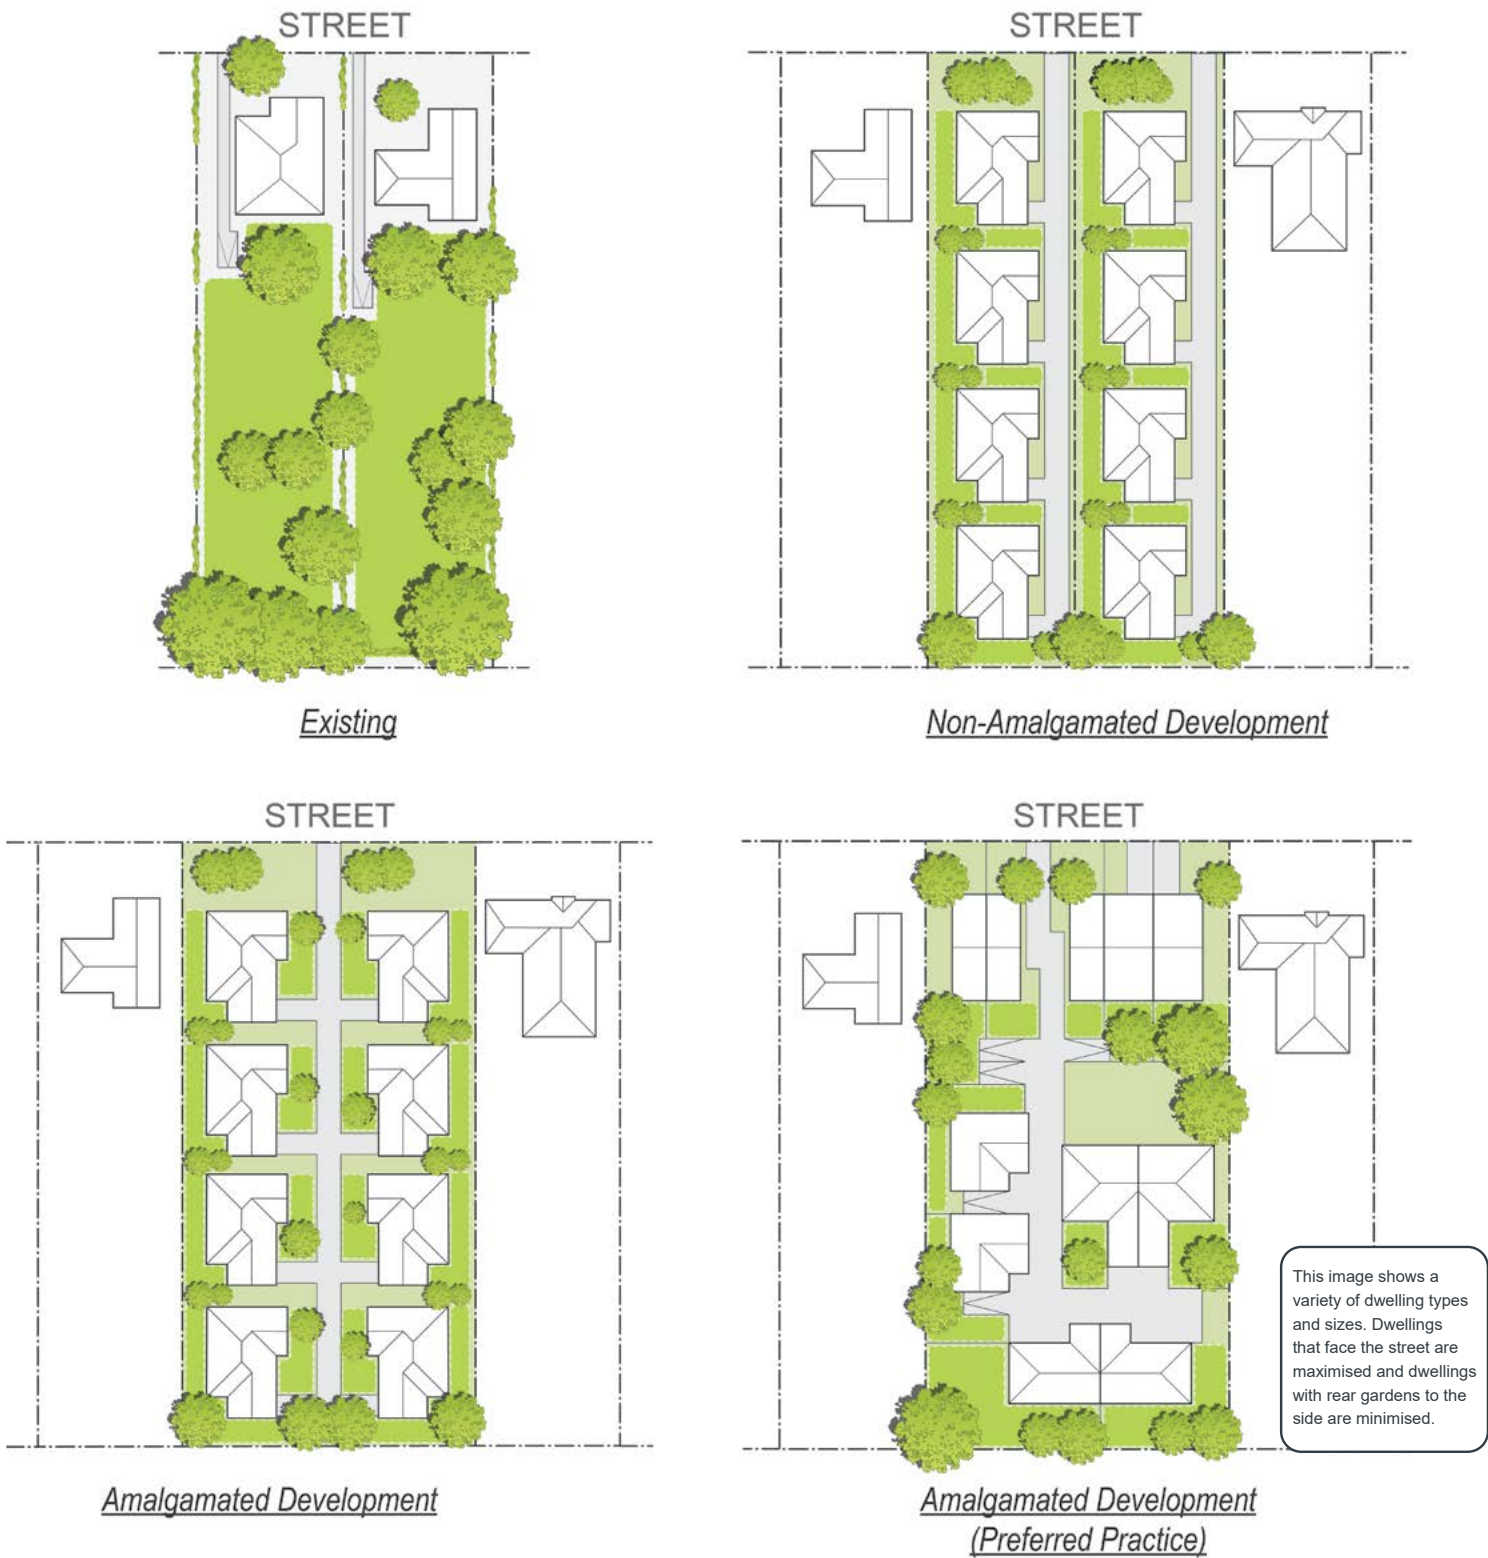 STREET
STREET
Existing
Non-Amalgamated Development
STREET
STREET
This image shows a
variety of dwelling types
and sizes. Dwellings
that face the street are
maximised and dwellings
with rear gardens to the
side are minimised.
Amalgamated Development
Amalgamated Development
(Preferred Practice)